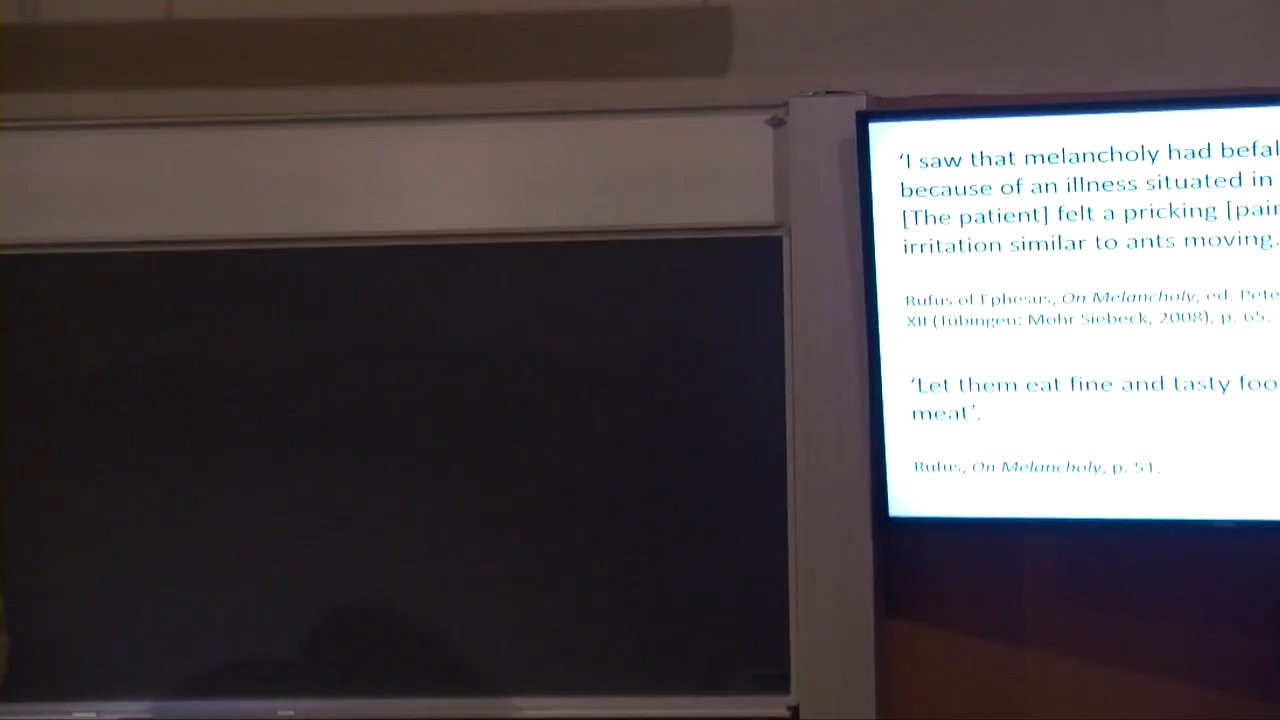 ‘I saw that melancholy had befal
because of an illness situated in
[The patient] felt a pricking [pain
irritation similar to ants moving.
Rufus of Ephesus, On Melancholy, ed. Pete
XII (Tübingen: Mohr Siebeck, 2008), p. 65.
‘Let them eat fine and tasty foo
meat’.
Rufus, On Melancholy, p. 51.